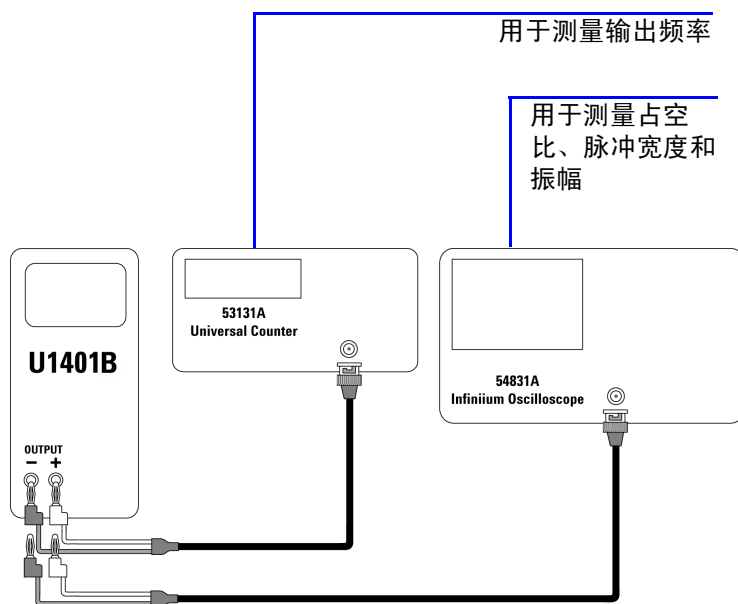 用于测量输出频率
用于测量占空
比、脉冲宽度和
振幅
53131A
Universal Counter
U1401B
54831A
Infiniium Oscilloscope
OUTPUT
− +